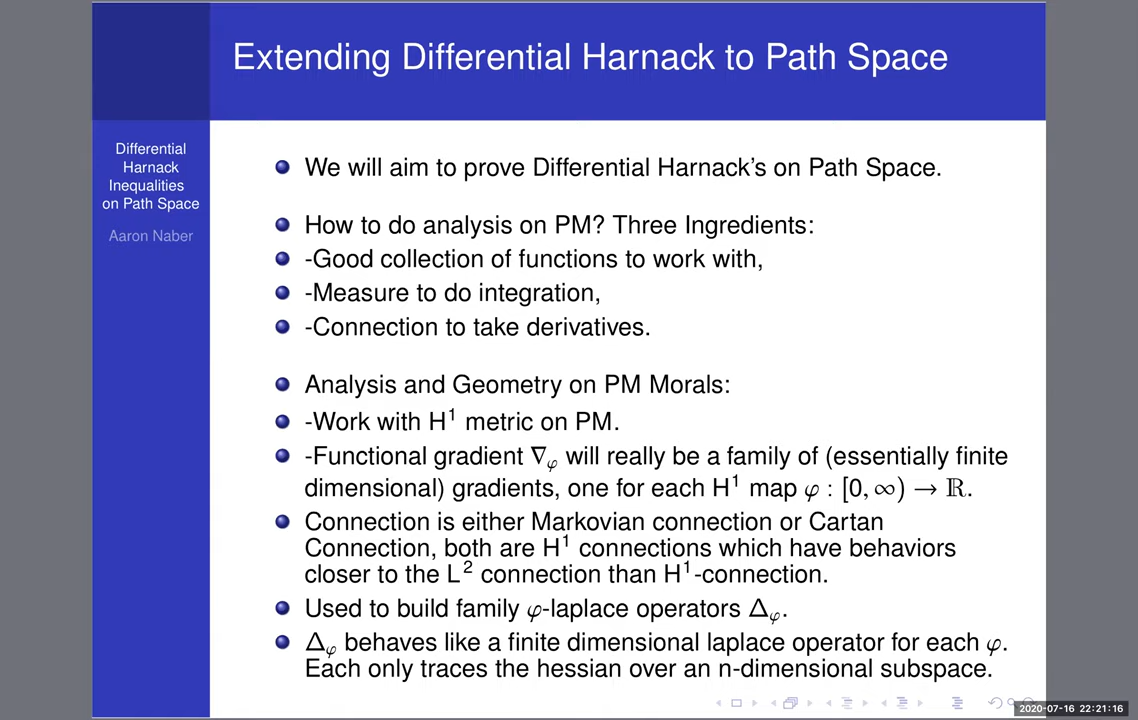 Extending Differential Harnack to Path Space
Differential
Harnack
Inequalities
on Path Space
Aaron Naber
We will aim to prove Differential Harnack's on Path Space.
How to do analysis on PM? Three Ingredients:
-Good collection of functions to work with,
-Measure to do integration,
-Connection to take derivatives.
Analysis and Geometry on PM Morals:
-Work with H¹ metric on PM.
-Functional gradient ∇_φ will really be a family of (essentially finite
dimensional) gradients, one for each H¹ map φ : [0, ∞) → ℝ.
Connection is either Markovian connection or Cartan
Connection, both are H¹ connections which have behaviors
closer to the L² connection than H¹-connection.
Used to build family φ-laplace operators Δ_φ.
Δ_φ behaves like a finite dimensional laplace operator for each φ.
Each only traces the hessian over an n-dimensional subspace.
2020-07-16 22:21:16